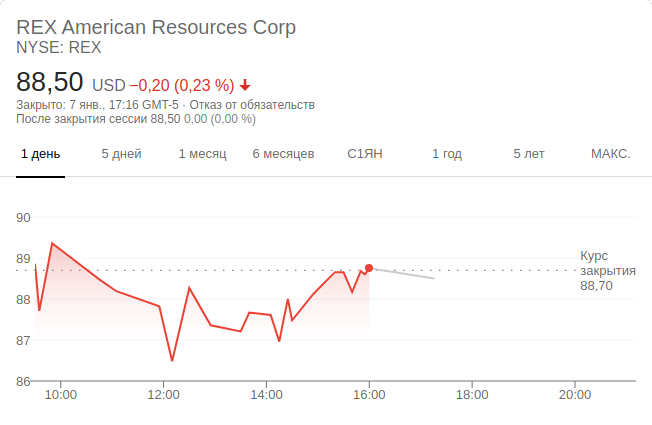 REX American Resources Corp
NYSE: REX
88,50 USD −0,20 (0,23 %)
Закрыто: 7 янв., 17:16 GMT-5 · Отказ от обязательств
После закрытия сессии 88,50 0,00 (0,00 %)
1 день 5 дней 1 месяц 6 месяцев С1ЯН 1 год 5 лет МАКС.
90
89
88
87
86
Курс
закрытия
88,70
10:00 12:00 14:00 16:00 18:00 20:00